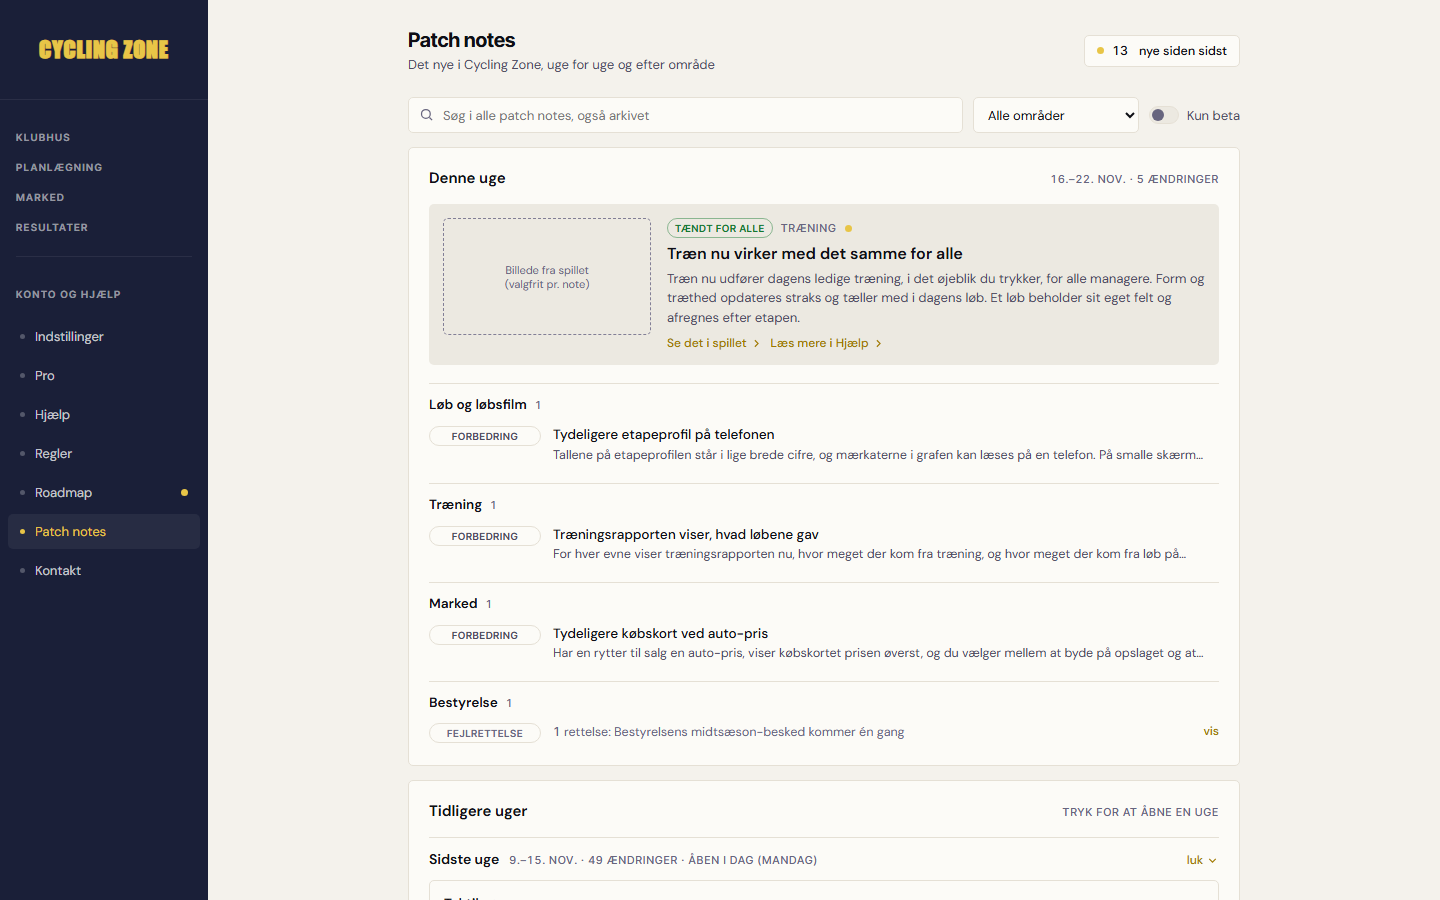 CYCLING ZONE
KLUBHUS
PLANLÆGNING
MARKED
RESULTATER
KONTO OG HJÆLP
Indstillinger
Pro
Hjælp
Regler
Roadmap
Patch notes
Kontakt
Patch notes
Det nye i Cycling Zone, uge for uge og efter område
13 nye siden sidst
Søg i alle patch notes, også arkivet
Alle områder
Kun beta
Denne uge
16.–22. NOV. · 5 ÆNDRINGER
Billede fra spillet
(valgfrit pr. note)
TÆNDT FOR ALLE TRÆNING
Træn nu virker med det samme for alle
Træn nu udfører dagens ledige træning, i det øjeblik du trykker, for alle managere. Form og
træthed opdateres straks og tæller med i dagens løb. Et løb beholder sit eget felt og
afregnes efter etapen.
Se det i spillet Læs mere i Hjælp
Løb og løbsfilm 1
FORBEDRING
Tydeligere etapeprofil på telefonen
Tallene på etapeprofilen står i lige brede cifre, og mærkaterne i grafen kan læses på en telefon. På smalle skærm…
Træning 1
FORBEDRING
Træningsrapporten viser, hvad løbene gav
For hver evne viser træningsrapporten nu, hvor meget der kom fra træning, og hvor meget der kom fra løb på…
Marked 1
FORBEDRING
Tydeligere købskort ved auto-pris
Har en rytter til salg en auto-pris, viser købskortet prisen øverst, og du vælger mellem at byde på opslaget og at…
Bestyrelse 1
FEJLRETTELSE
1 rettelse: Bestyrelsens midtsæson-besked kommer én gang
vis
Tidligere uger
TRYK FOR AT ÅBNE EN UGE
Sidste uge 9.–15. NOV. · 49 ÆNDRINGER · ÅBEN I DAG (MANDAG)
luk